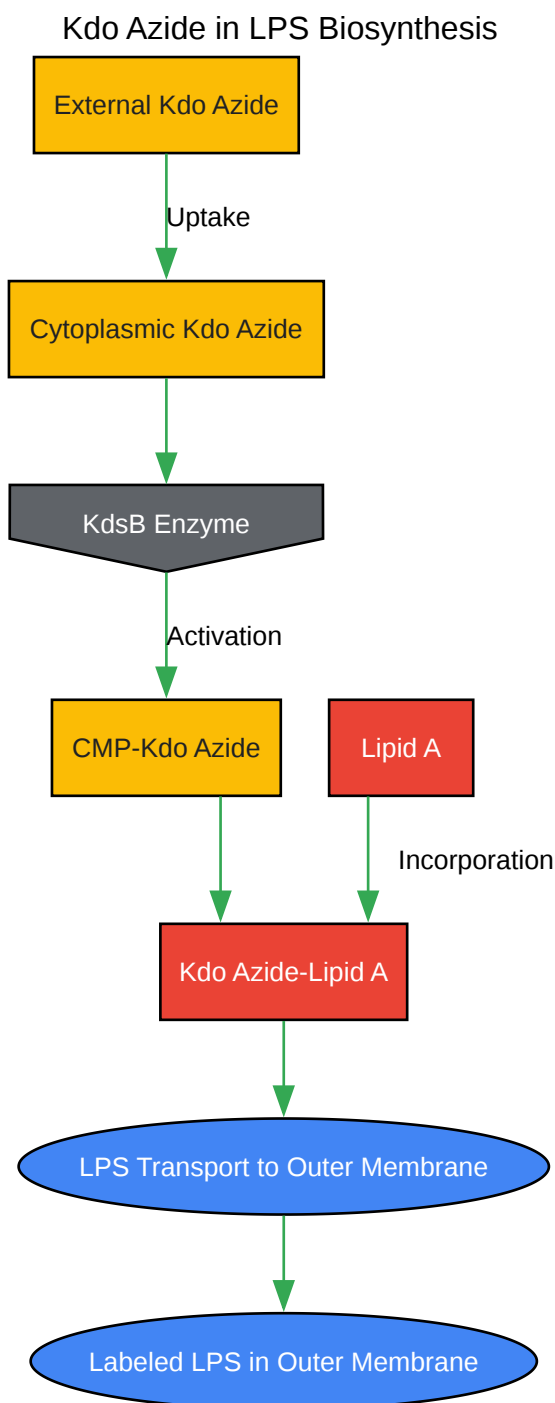 Kdo Azide in LPS Biosynthesis
External Kdo Azide
Uptake
Cytoplasmic Kdo Azide
KdsB Enzyme
Activation
CMP-Kdo Azide
Lipid A
Incorporation
Kdo Azide-Lipid A
LPS Transport to Outer Membrane
Labeled LPS in Outer Membrane